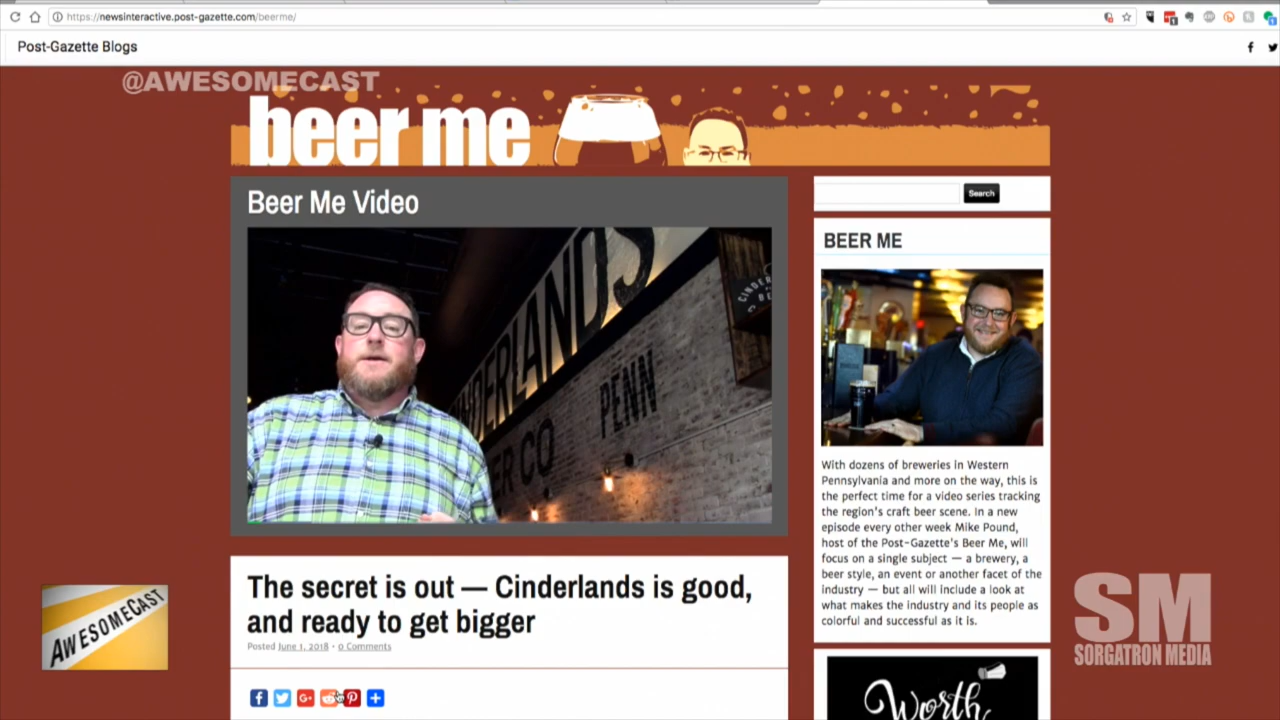 https://newsinteractive.post-gazette.com/beerme/
Post-Gazette Blogs
@AWESOMECAST
beer me
Beer Me Video
Search
BEER ME
CINDERLANDS
PENN
The secret is out — Cinderlands is good,
and ready to get bigger
Posted June 1, 2018 • 0 Comments
With dozens of breweries in Western
Pennsylvania and more on the way, this is
the perfect time for a video series tracking
the region's craft beer scene. In a new
episode every other week Mike Pound,
host of the Post-Gazette's Beer Me, will
focus on a single subject — a brewery, a
beer style, an event or another facet of the
industry — but all will include a look at
what makes the industry and its people as
colorful and successful as it is.
Worth
AWESOMECAST
SM
SORGATRON MEDIA